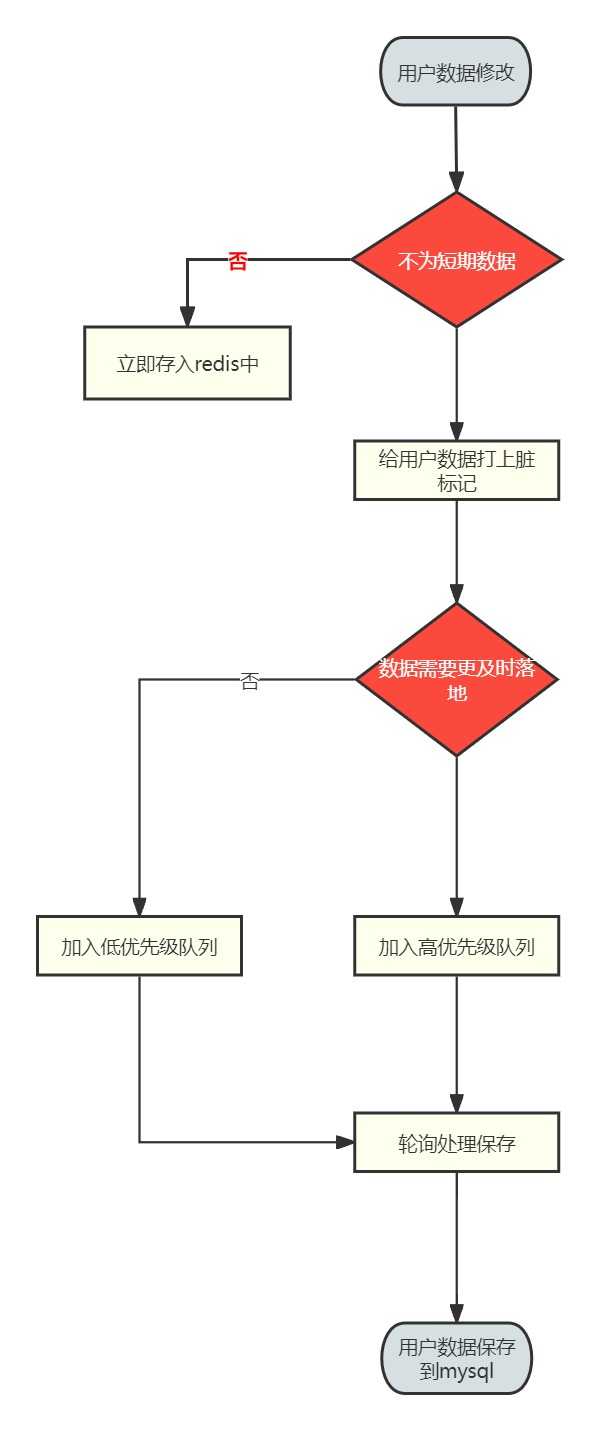 用户数据修改
不为短期数据
否
立即存入redis中
给用户数据打上脏
标记
数据需要更及时落
地
否
加入低优先级队列
加入高优先级队列
轮询处理保存
用户数据保存
到mysql